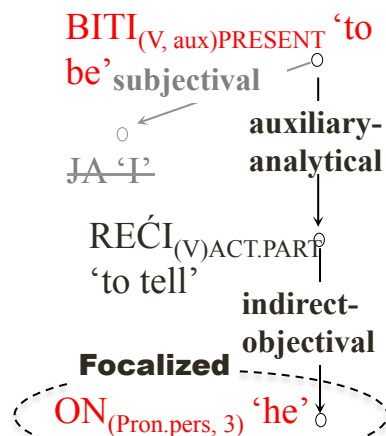 BITI(V, aux)PRESENT ‘to
be’ subjectival
auxiliary-
analytical
JA ‘I’
REĆI(V)ACT.PART
‘to tell’
indirect-
objectival
Focalized
ON(Pron.pers, 3) ‘he’